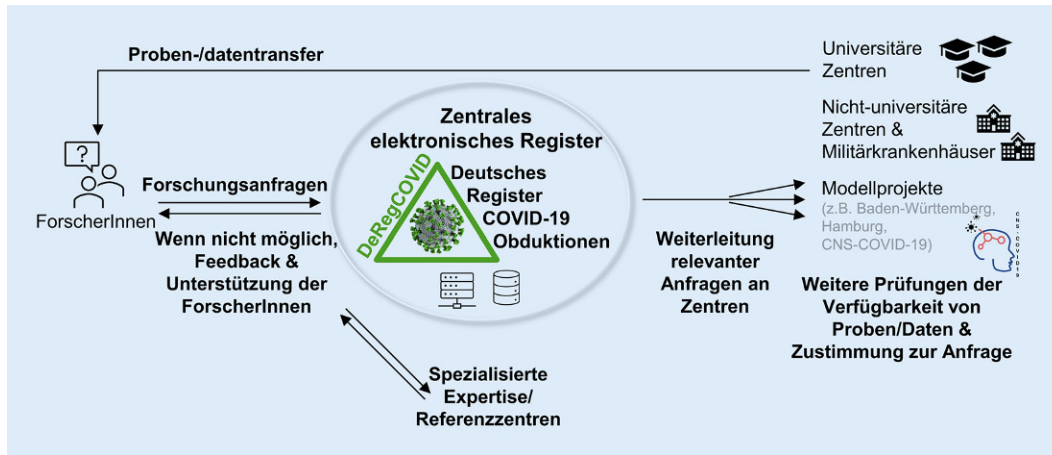 Proben-/datentransfer
Universitäre
Zentren
Nicht-universitäre
Zentren &
Militärkrankenhäuser
Modellprojekte
(z.B. Baden-Württemberg,
Hamburg,
CNS-COVID-19)
CNS-COVID19
Weitere Prüfungen der
Verfügbarkeit von
Proben/Daten &
Zustimmung zur Anfrage
?
ForscherInnen
Forschungsanfragen
Wenn nicht möglich,
Feedback &
Unterstützung der
ForscherInnen
Zentrales
elektronisches Register
DeRegCOVID
Deutsches
Register
COVID-19
Obduktionen
Weiterleitung
relevanter
Anfragen an
Zentren
Spezialisierte
Expertise/
Referenzzentren